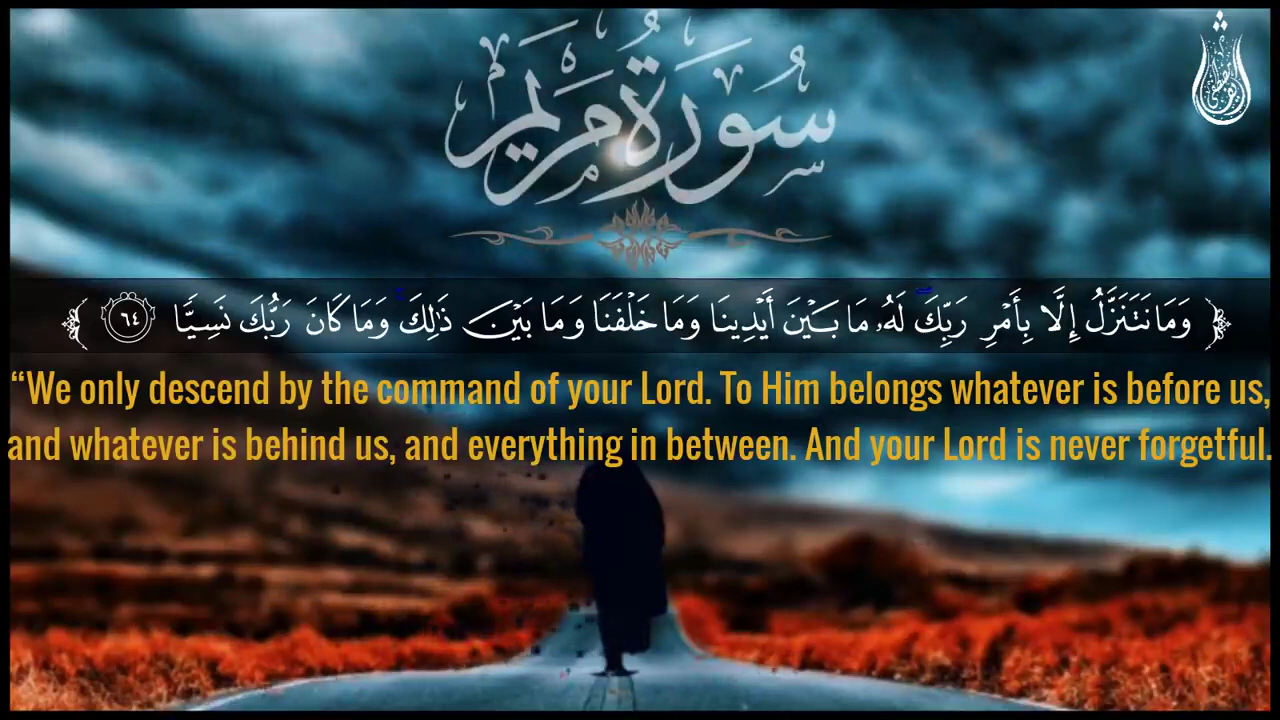 سُورَةُ مَرْيَمَ
﴿ وَمَا نَتَنَزَّلُ إِلَّا بِأَمْرِ رَبِّكَ ۖ لَهُۥ مَا بَيْنَ أَيْدِينَا وَمَا خَلْفَنَا وَمَا بَيْنَ ذَٰلِكَ ۚ وَمَا كَانَ رَبُّكَ نَسِيًّا ٦٤ ﴾
“We only descend by the command of your Lord. To Him belongs whatever is before us,
and whatever is behind us, and everything in between. And your Lord is never forgetful.